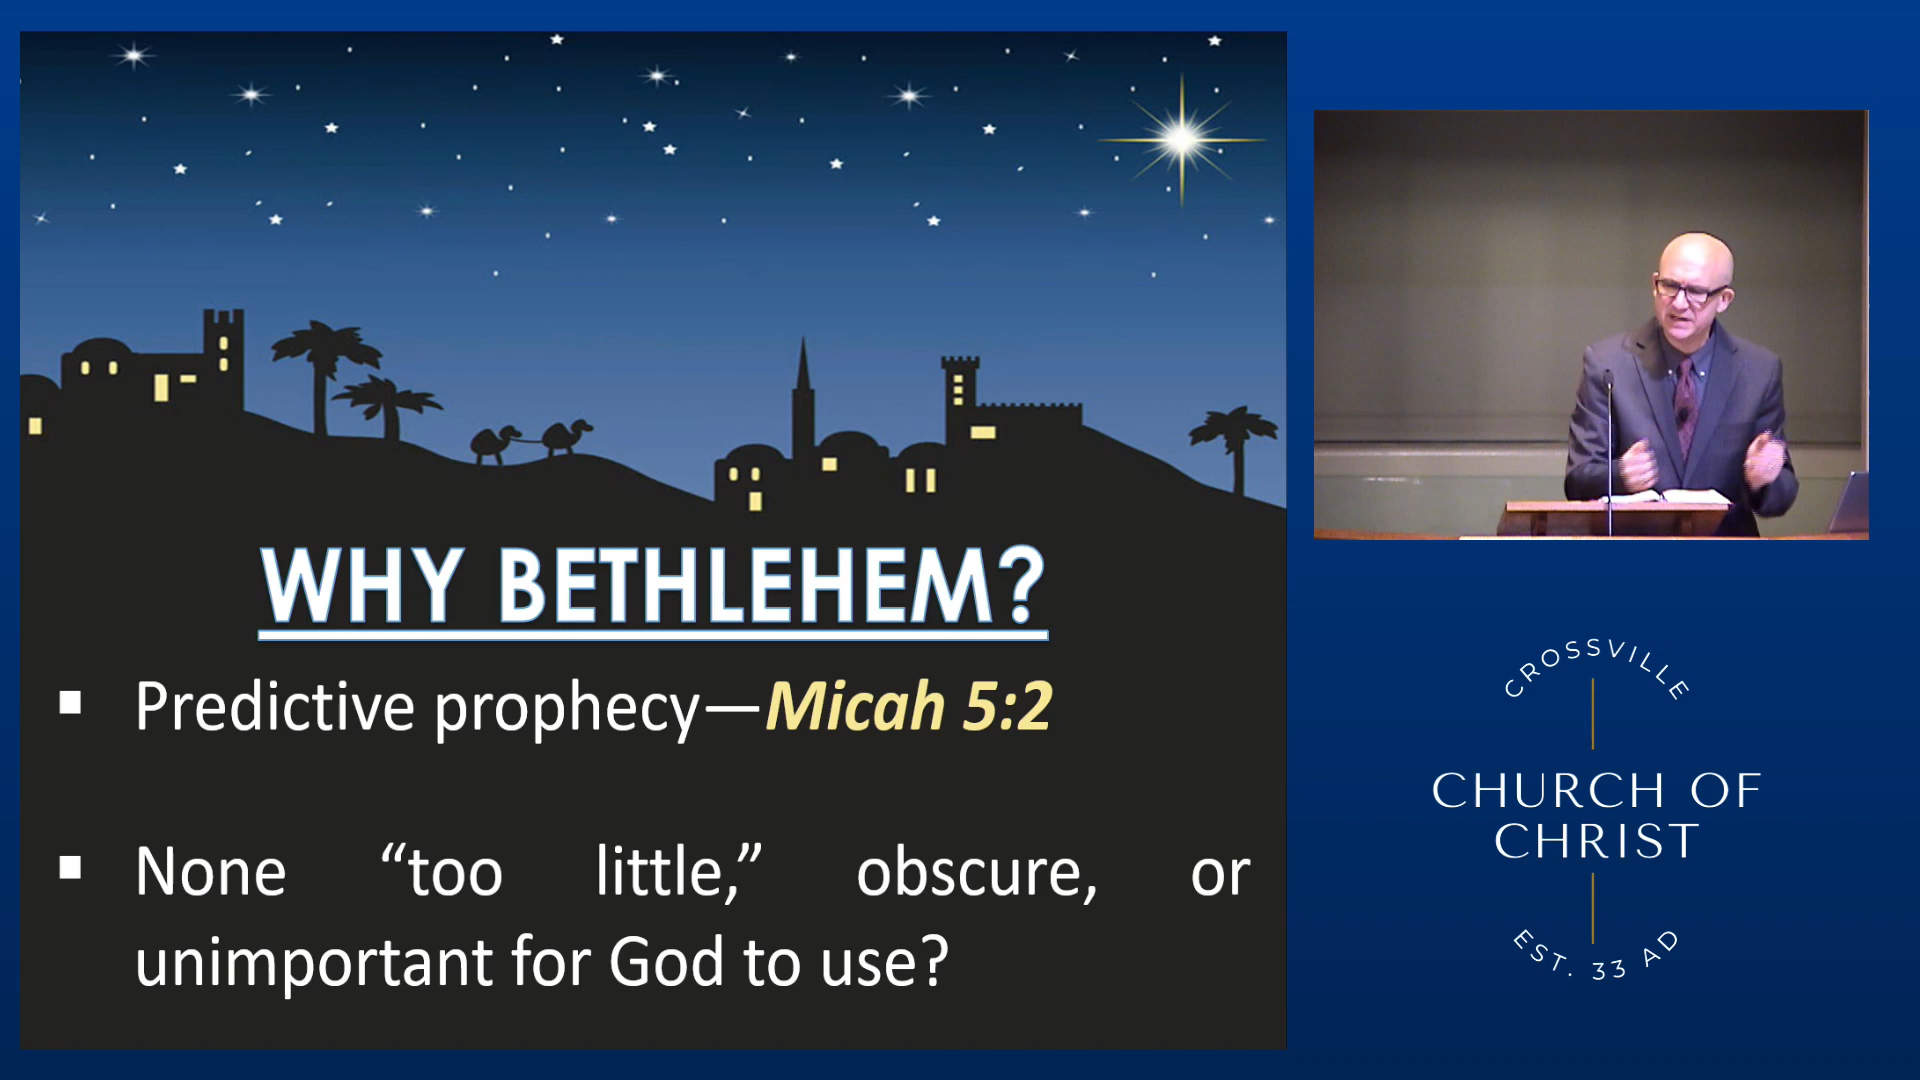 WHY BETHLEHEM?
▪ Predictive prophecy—Micah 5:2
▪ None “too little,” obscure, or
unimportant for God to use?
CROSSVILLE
CHURCH OF
CHRIST
EST. 33 AD